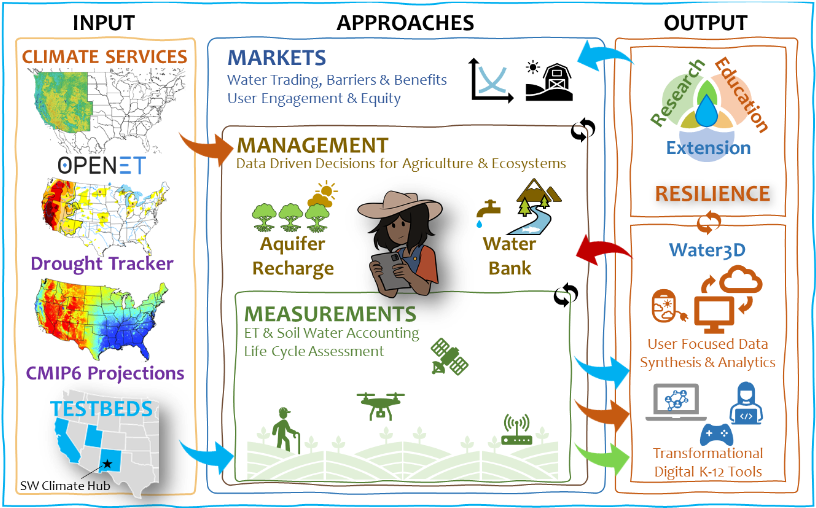 INPUT
CLIMATE SERVICES
OPENET
Drought Tracker
CMIP6 Projections
TESTBEDS
SW Climate Hub
APPROACHES
MARKETS
Water Trading, Barriers & Benefits
User Engagement & Equity
MANAGEMENT
Data Driven Decisions for Agriculture & Ecosystems
Aquifer
Recharge
Water
Bank
MEASUREMENTS
ET & Soil Water Accounting
Life Cycle Assessment
OUTPUT
Research
Education
Extension
RESILIENCE
Water3D
User Focused Data
Synthesis & Analytics
Transformational
Digital K-12 Tools